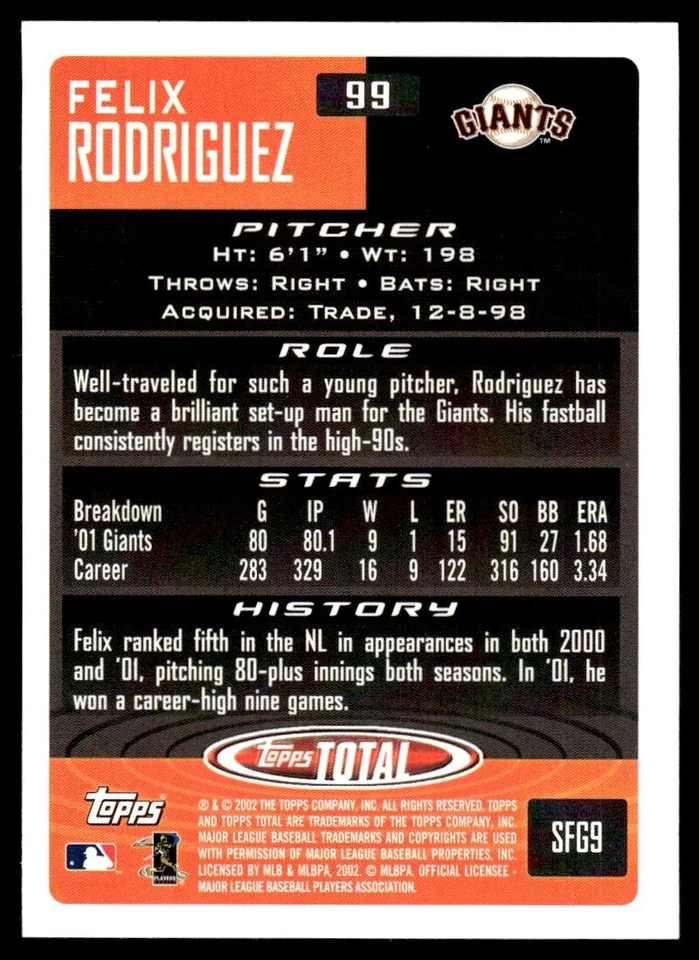 FELIX
RODRIGUEZ
99
GIANTS
™
PITCHER
HT: 6'1" • WT: 198
THROWS: RIGHT • BATS: RIGHT
ACQUIRED: TRADE, 12-8-98
ROLE
Well-traveled for such a young pitcher, Rodriguez has
become a brilliant set-up man for the Giants. His fastball
consistently registers in the high-90s.
STATS
Breakdown G IP W L ER SO BB ERA
'01 Giants 80 80.1 9 1 15 91 27 1.68
Career 283 329 16 9 122 316 160 3.34
HISTORY
Felix ranked fifth in the NL in appearances in both 2000
and '01, pitching 80-plus innings both seasons. In '01, he
won a career-high nine games.
Topps TOTAL
Topps®
® & © 2002 THE TOPPS COMPANY, INC. ALL RIGHTS RESERVED. TOPPS
AND TOPPS TOTAL ARE TRADEMARKS OF THE TOPPS COMPANY, INC.
MAJOR LEAGUE BASEBALL TRADEMARKS AND COPYRIGHTS ARE USED
WITH PERMISSION OF MAJOR LEAGUE BASEBALL PROPERTIES, INC.
LICENSED BY MLB & MLBPA, 2002. © MLBPA. OFFICIAL LICENSEE -
MAJOR LEAGUE BASEBALL PLAYERS ASSOCIATION.
PLAYERS
SFG9